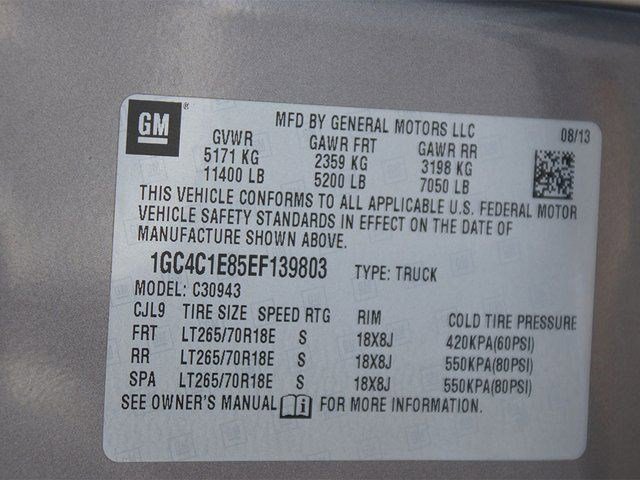 GM ®
MFD BY GENERAL MOTORS LLC 08/13
GVWR GAWR FRT GAWR RR
5171 KG 2359 KG 3198 KG
11400 LB 5200 LB 7050 LB
THIS VEHICLE CONFORMS TO ALL APPLICABLE U.S. FEDERAL MOTOR
VEHICLE SAFETY STANDARDS IN EFFECT ON THE DATE OF
MANUFACTURE SHOWN ABOVE.
1GC4C1E85EF139803 TYPE: TRUCK
MODEL: C30943
CJL9 TIRE SIZE SPEED RTG RIM COLD TIRE PRESSURE
FRT LT265/70R18E S 18X8J 420KPA(60PSI)
RR LT265/70R18E S 18X8J 550KPA(80PSI)
SPA LT265/70R18E S 18X8J 550KPA(80PSI)
SEE OWNER'S MANUAL i FOR MORE INFORMATION.